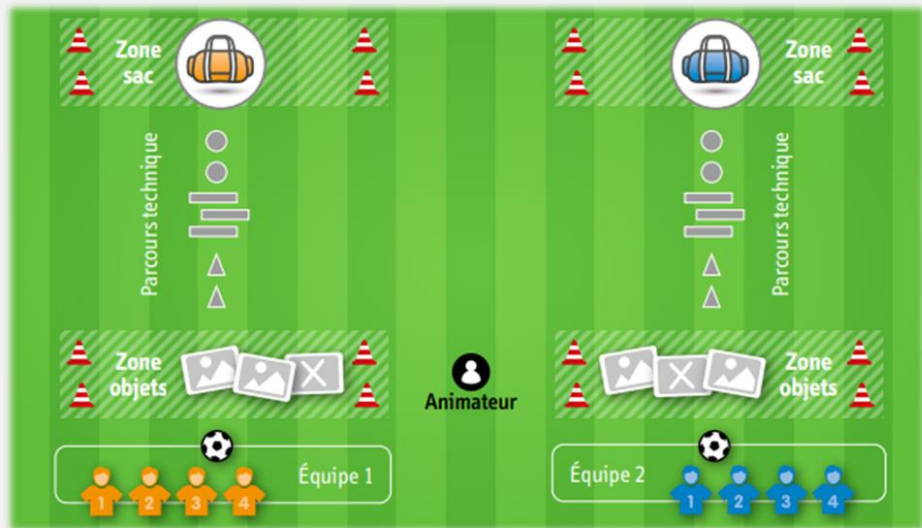 Zone
sac
Zone
sac
Parcours technique
Parcours technique
Zone
objets
Animateur
Zone
objets
Équipe 1
1 2 3 4
Équipe 2
1 2 3 4